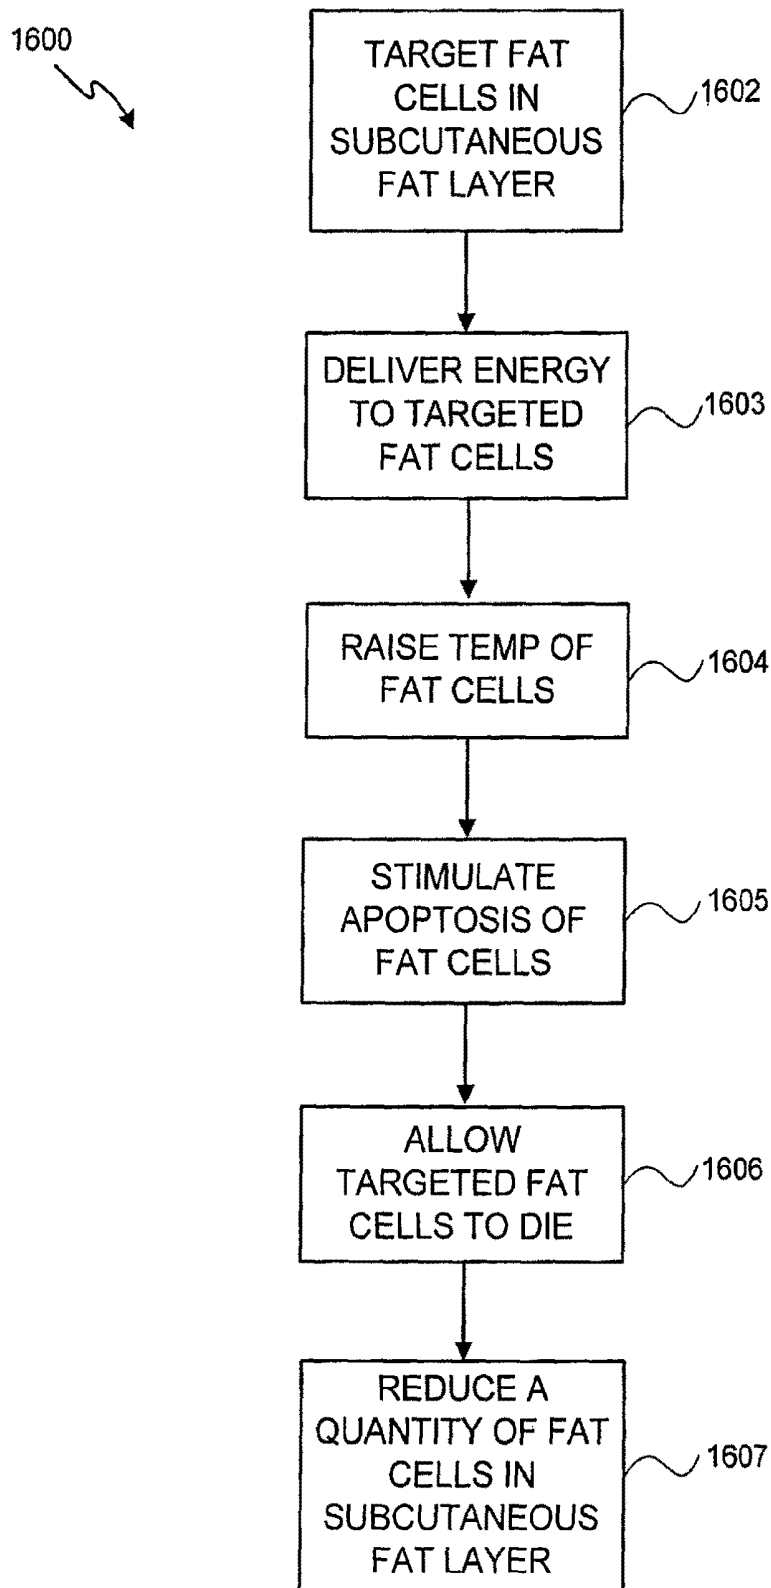 1600
TARGET FAT
CELLS IN
SUBCUTANEOUS
FAT LAYER
1602
DELIVER ENERGY
TO TARGETED
FAT CELLS
1603
RAISE TEMP OF
FAT CELLS
1604
STIMULATE
APOPTOSIS OF
FAT CELLS
1605
ALLOW
TARGETED FAT
CELLS TO DIE
1606
REDUCE A
QUANTITY OF FAT
CELLS IN
SUBCUTANEOUS
FAT LAYER
1607